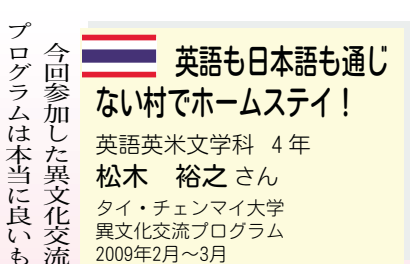 英語も日本語も通じ
ない村でホームステイ！
英語英米文学科 4年
松木 裕之さん
タイ・チェンマイ大学
異文化交流プログラム
2009年2月～3月
今回参加した異文化交流
プログラムは本当に良いも